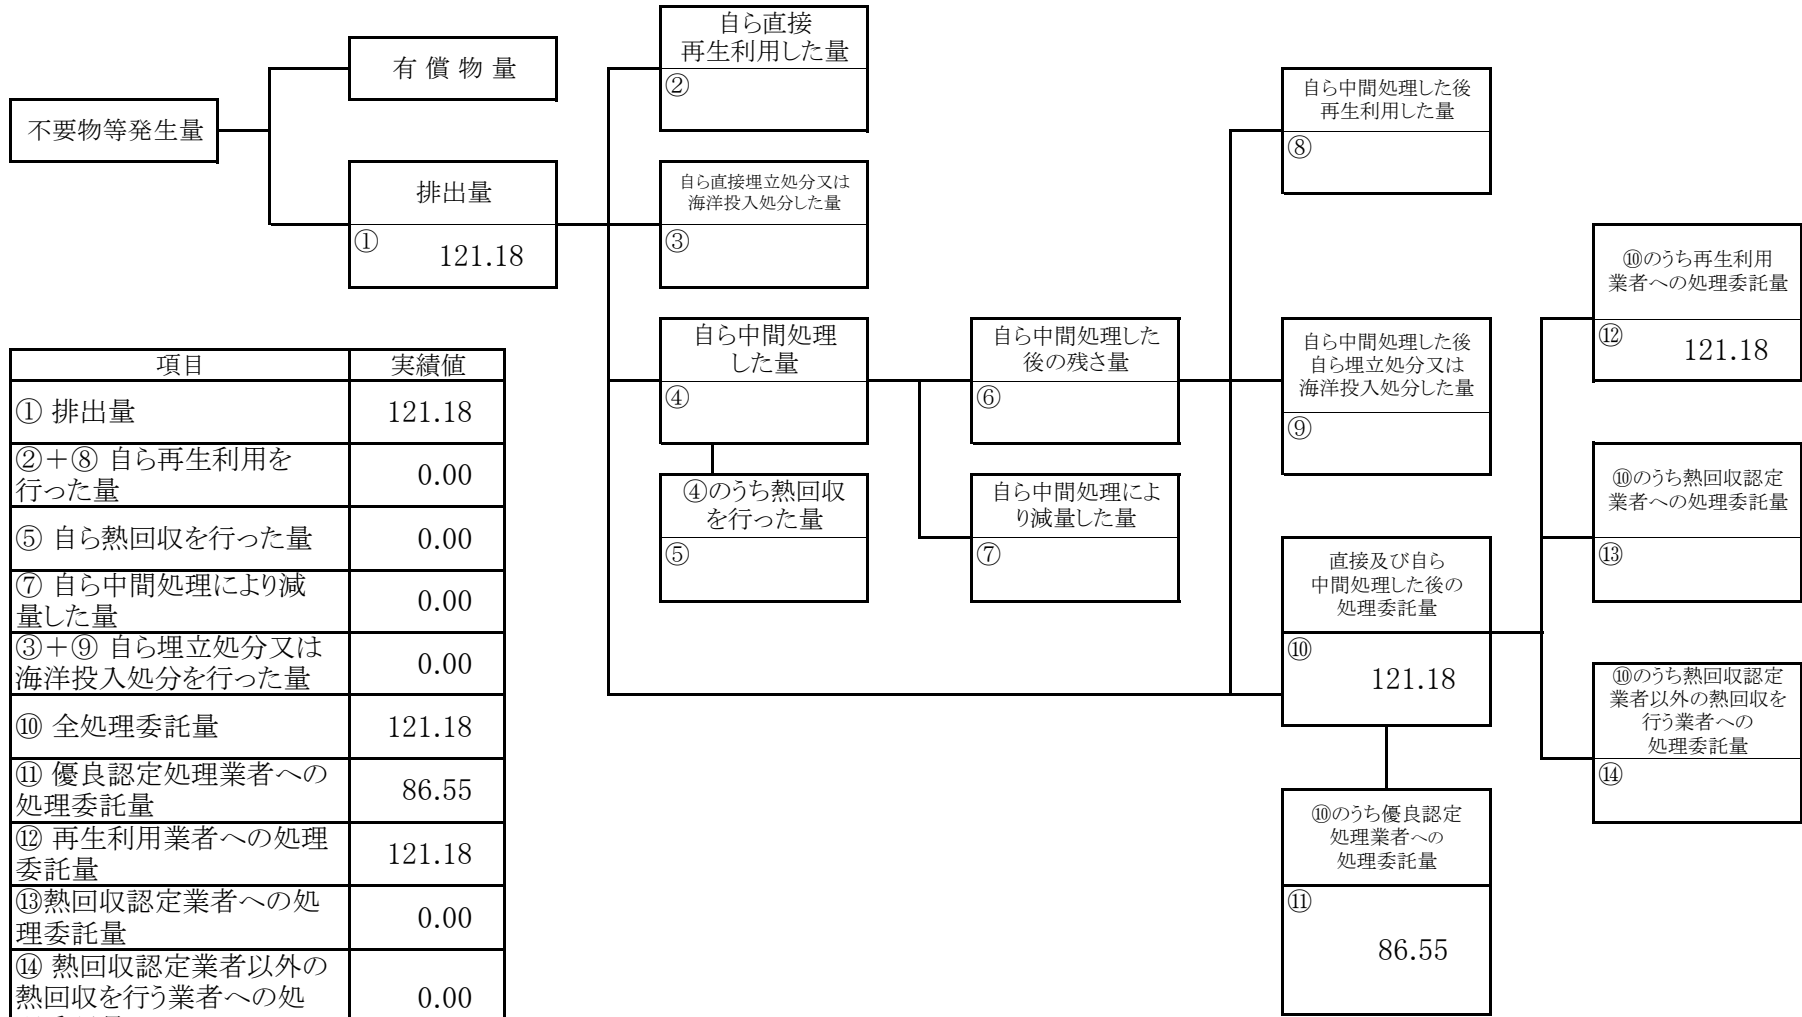 不要物等発生量
有 償 物 量
排出量
①
121.18
自ら直接
再生利用した量
②
自ら直接埋立処分又は
海洋投入処分した量
③
自ら中間処理
した量
④
④のうち熱回収
を行った量
⑤
自ら中間処理した
後の残さ量
⑥
自ら中間処理によ
り減量した量
⑦
自ら中間処理した後
再生利用した量
⑧
自ら中間処理した後
自ら埋立処分又は
海洋投入処分した量
⑨
直接及び自ら
中間処理した後の
処理委託量
⑩
121.18
⑩のうち優良認定
処理業者への
処理委託量
⑪
86.55
⑩のうち再生利用
業者への処理委託量
⑫
121.18
⑩のうち熱回収認定
業者への処理委託量
⑬
⑩のうち熱回収認定
業者以外の熱回収を
行う業者への
処理委託量
⑭
項目 実績値
① 排出量 121.18
②＋⑧ 自ら再生利用を
行った量 0.00
⑤ 自ら熱回収を行った量 0.00
⑦ 自ら中間処理により減
量した量 0.00
③＋⑨ 自ら埋立処分又は
海洋投入処分を行った量 0.00
⑩ 全処理委託量 121.18
⑪ 優良認定処理業者への
処理委託量 86.55
⑫ 再生利用業者への処理
委託量 121.18
⑬熱回収認定業者への処
理委託量 0.00
⑭ 熱回収認定業者以外の
熱回収を行う業者への処 0.00